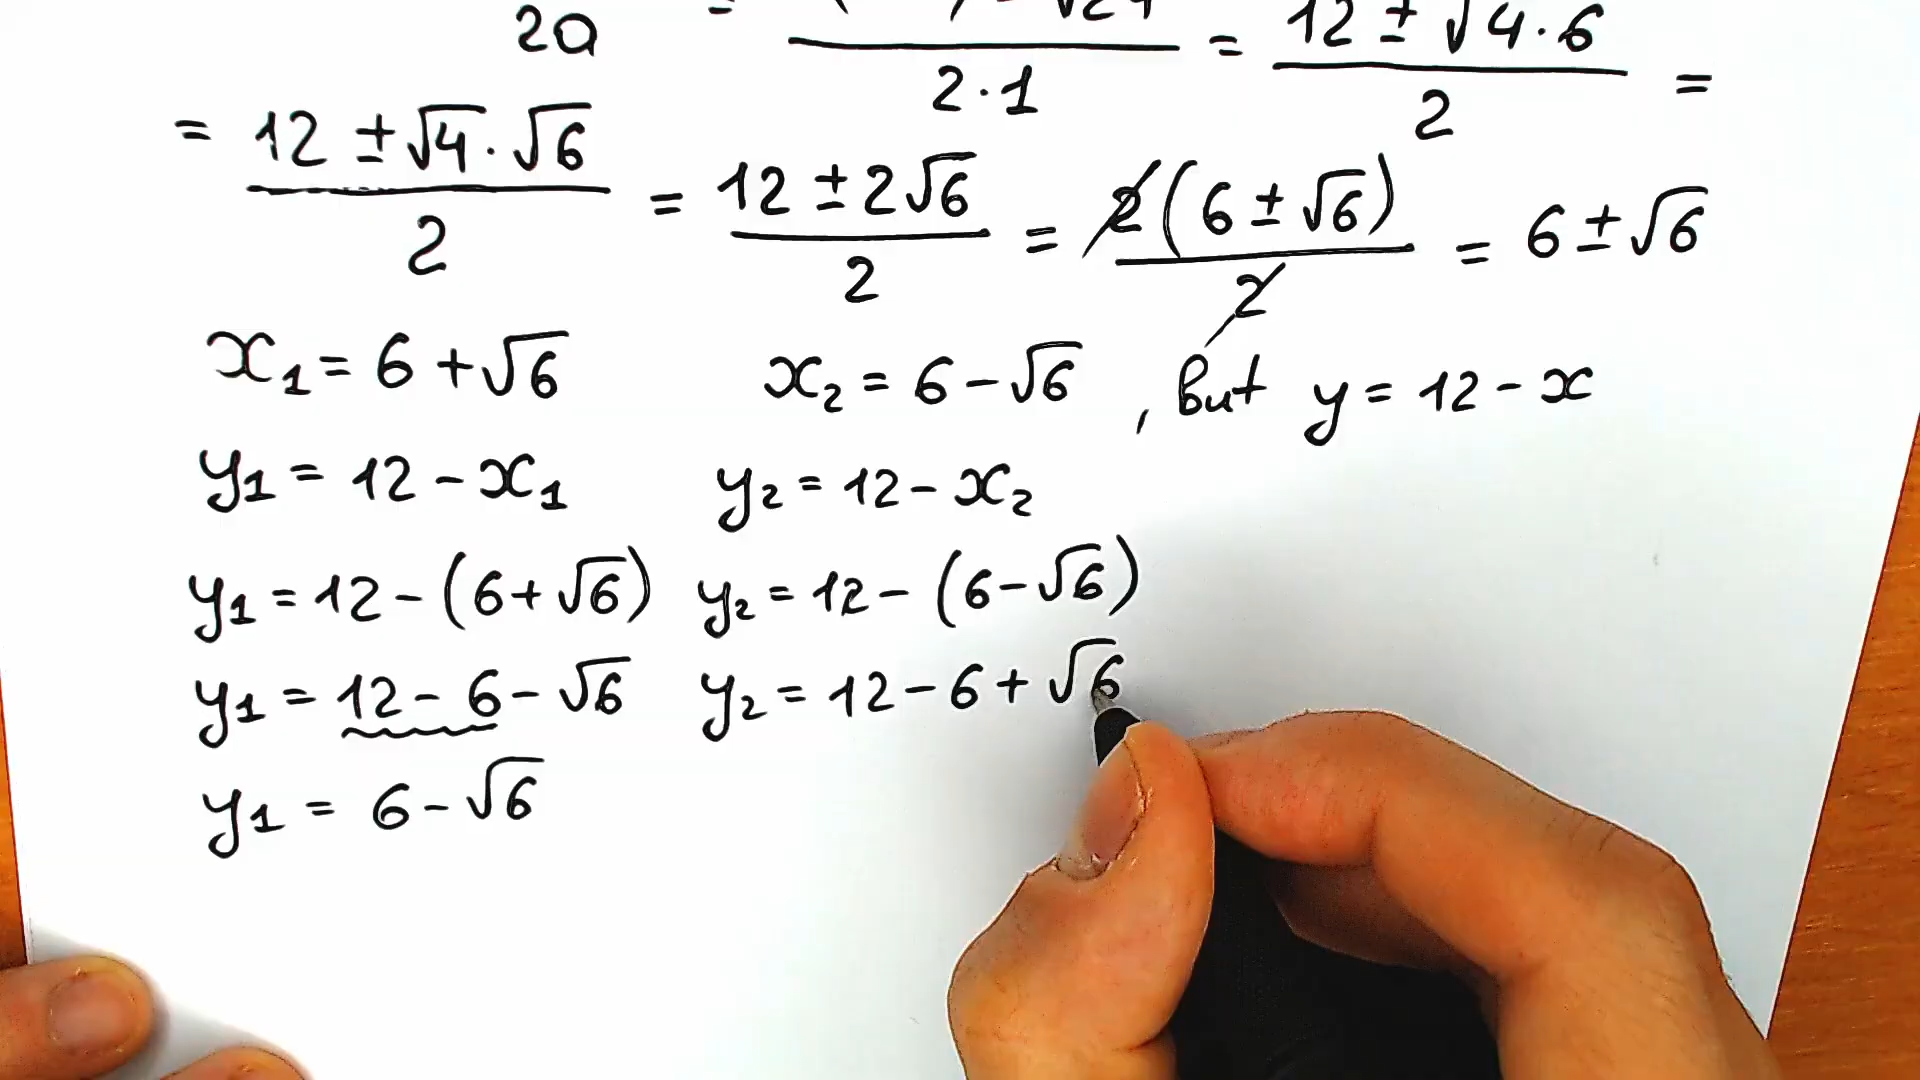 2a = 2·1 = 12 ± √4·6 / 2 =
= 12 ± √4·√6 / 2 = 12 ± 2√6 / 2 = 2(6 ± √6) / 2 = 6 ± √6
x₁ = 6 + √6 x₂ = 6 - √6 , but y = 12 - x
y₁ = 12 - x₁ y₂ = 12 - x₂
y₁ = 12 - (6 + √6) y₂ = 12 - (6 - √6)
y₁ = 12 - 6 - √6 y₂ = 12 - 6 + √6
y₁ = 6 - √6